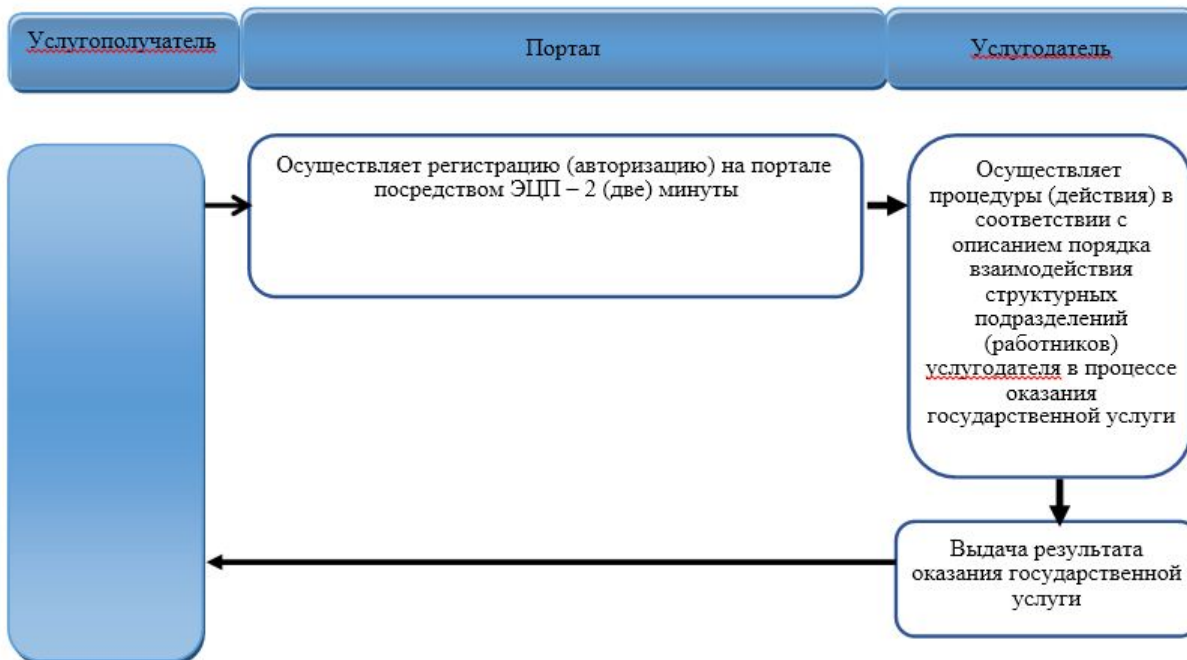 Услугополучатель
Портал
Услугодатель
Осуществляет регистрацию (авторизацию) на портале
посредством ЭЦП – 2 (две) минуты
Осуществляет
процедуры (действия) в
соответствии с
описанием порядка
взаимодействия
структурных
подразделений
(работников)
услугодателя в процессе
оказания
государственной услуги
Выдача результата
оказания государственной
услуги